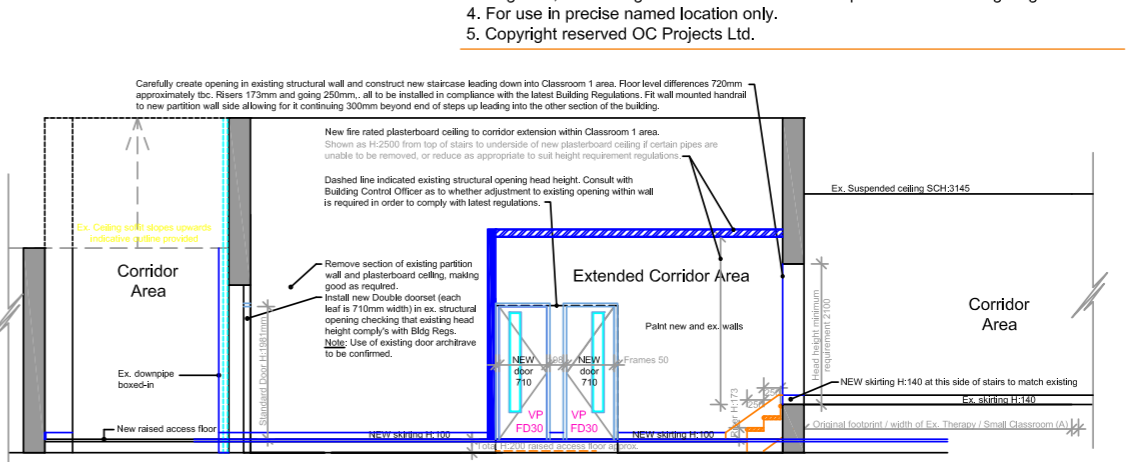 4. For use in precise named location only.
5. Copyright reserved OC Projects Ltd.
Carefully create opening in existing structural wall and construct new staircase leading down into Classroom 1 area. Floor level differences 720mm
approximately tbc. Risers 173mm and going 250mm,. all to be installed in compliance with the latest Building Regulations. Fit wall mounted handrail
to new partition wall side allowing for it continuing 300mm beyond end of steps up leading into the other section of the building.
New fire rated plasterboard ceiling to corridor extension within Classroom 1 area.
Shown as H:2500 from top of stairs to underside of new plasterboard ceiling if certain pipes are
unable to be removed, or reduce as appropriate to suit height requirement regulations.
Dashed line indicated existing structural opening head height. Consult with
Building Control Officer as to whether adjustment to existing opening within wall
is required in order to comply with latest regulations.
Ex. Suspended ceiling SCH:3145
Ex. Ceiling still slopes upwards
indicative outline provided
Corridor
Area
Remove section of existing partition
wall and plasterboard ceiling, making
good as required.
Install new Double doorset (each
leaf is 710mm width) in ex. structural
opening checking that existing head
height comply's with Bldg Regs.
Note: Use of existing door architrave
to be confirmed.
Standard Door H:1981mm
Extended Corridor Area
Paint new and ex. walls
Head height minimum
requirement 2100
Corridor
Area
Ex. downpipe
boxed-in
NEW
door
710
NEW
door
710
Frames 50
VP
FD30
VP
FD30
250
250
H:173
NEW skirting H:140 at this side of stairs to match existing
Ex. skirting H:140
Original footprint / width of Ex. Therapy / Small Classroom (A)
New raised access floor
NEW skirting H:100
NEW skirting H:100
Total H:200 raised access floor approx.